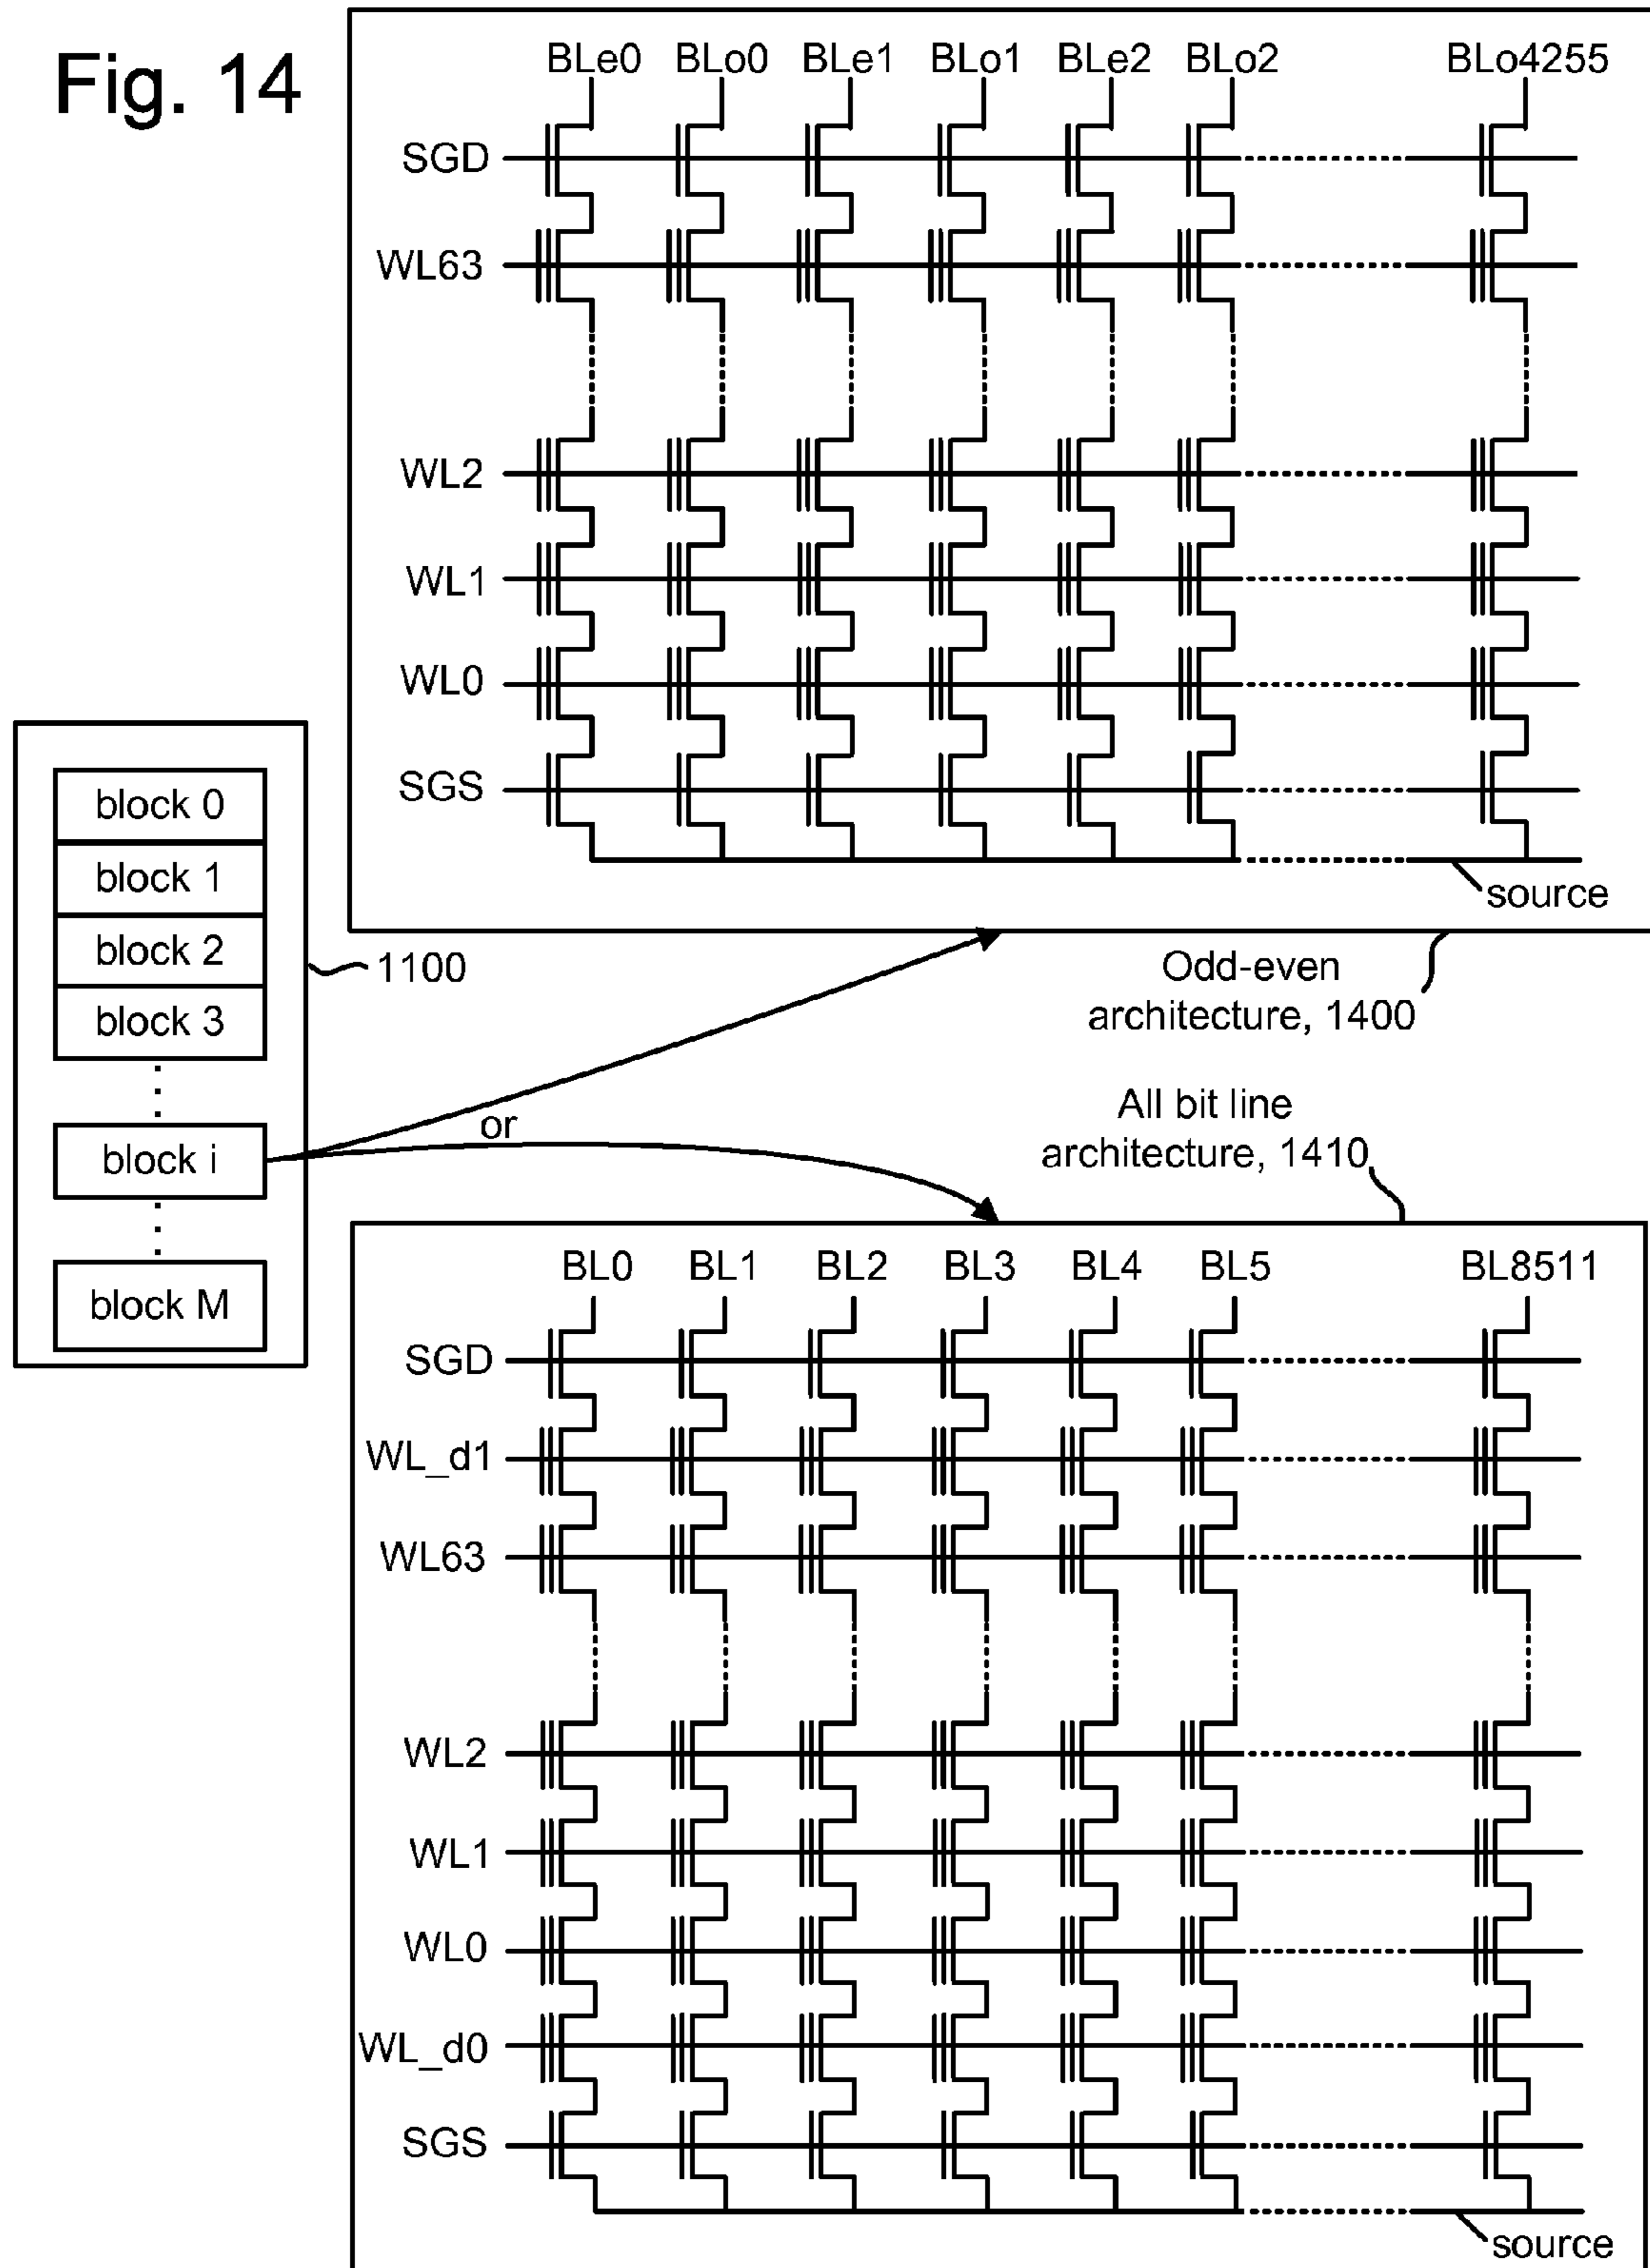 Fig. 14
BLe0 BLo0 BLe1 BLo1 BLe2 BLo2 BLo4255
SGD
WL63
WL2
WL1
WL0
SGS
source
block 0
block 1
block 2
block 3
block i
block M
1100
or
Odd-even
architecture, 1400
All bit line
architecture, 1410
BL0 BL1 BL2 BL3 BL4 BL5 BL8511
SGD
WL_d1
WL63
WL2
WL1
WL0
WL_d0
SGS
source